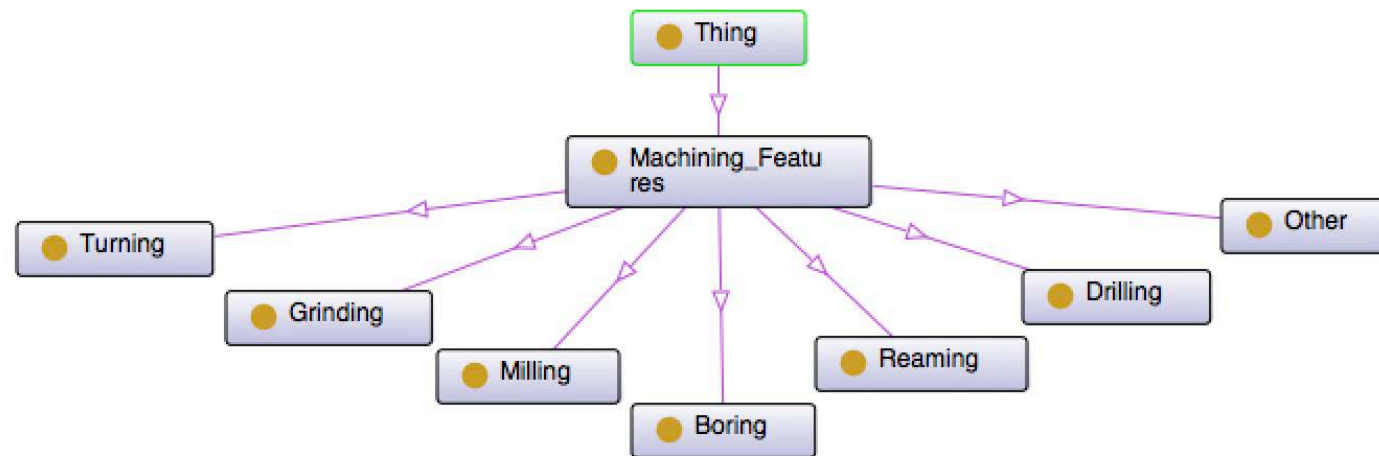 Thing
Machining_Featu
res
Other
Turning
Drilling
Grinding
Reaming
Milling
Boring